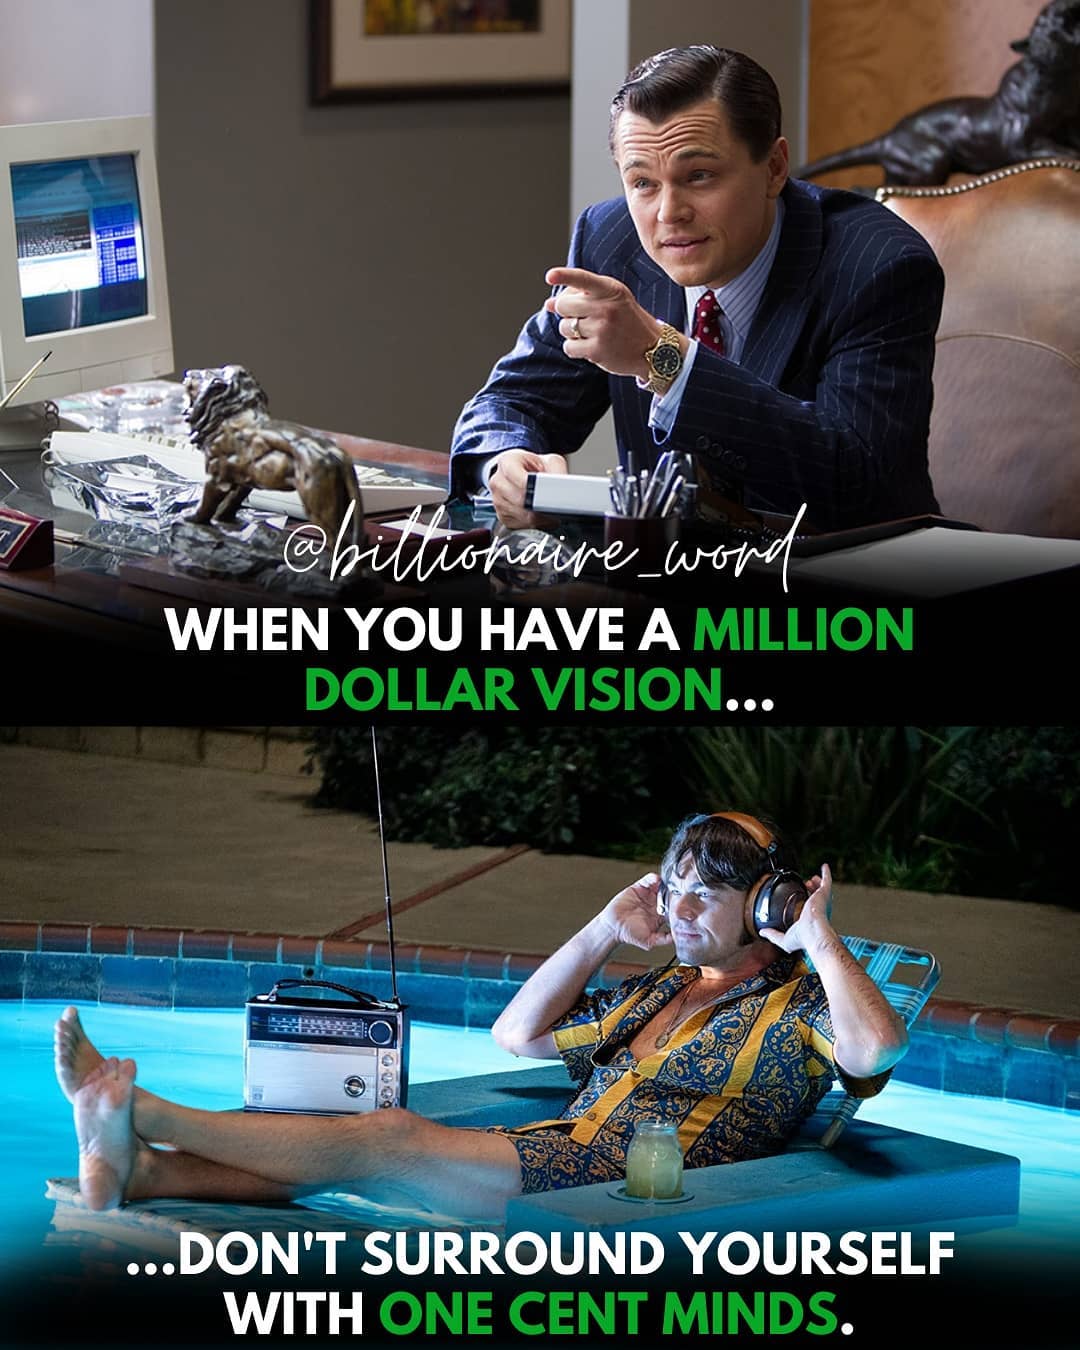 @billionaire_word
WHEN YOU HAVE A MILLION
DOLLAR VISION...
...DON'T SURROUND YOURSELF
WITH ONE CENT MINDS.